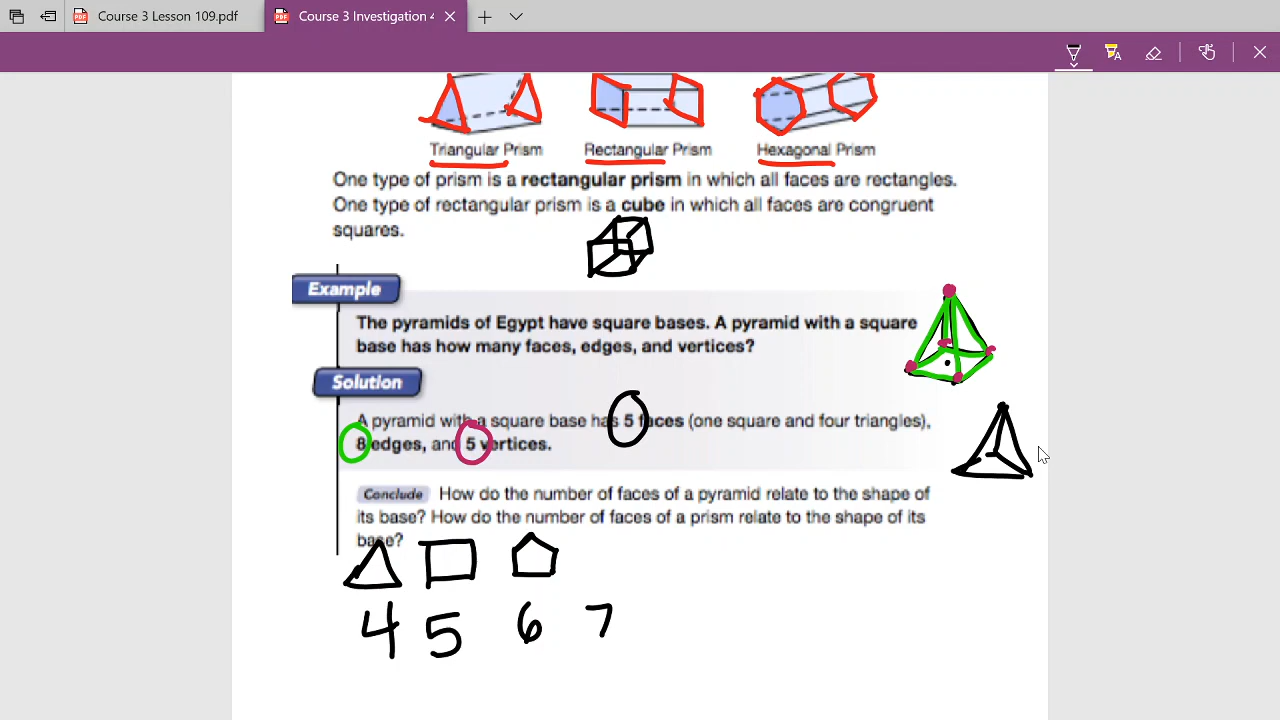 Course 3 Lesson 109.pdf
Course 3 Investigation 4
Triangular Prism
Rectangular Prism
Hexagonal Prism
One type of prism is a rectangular prism in which all faces are rectangles.
One type of rectangular prism is a cube in which all faces are congruent
squares.
Example
The pyramids of Egypt have square bases. A pyramid with a square
base has how many faces, edges, and vertices?
Solution
A pyramid with a square base has 5 faces (one square and four triangles),
8 edges, and 5 vertices.
Conclude How do the number of faces of a pyramid relate to the shape of
its base? How do the number of faces of a prism relate to the shape of its
base?
4 5 6 7